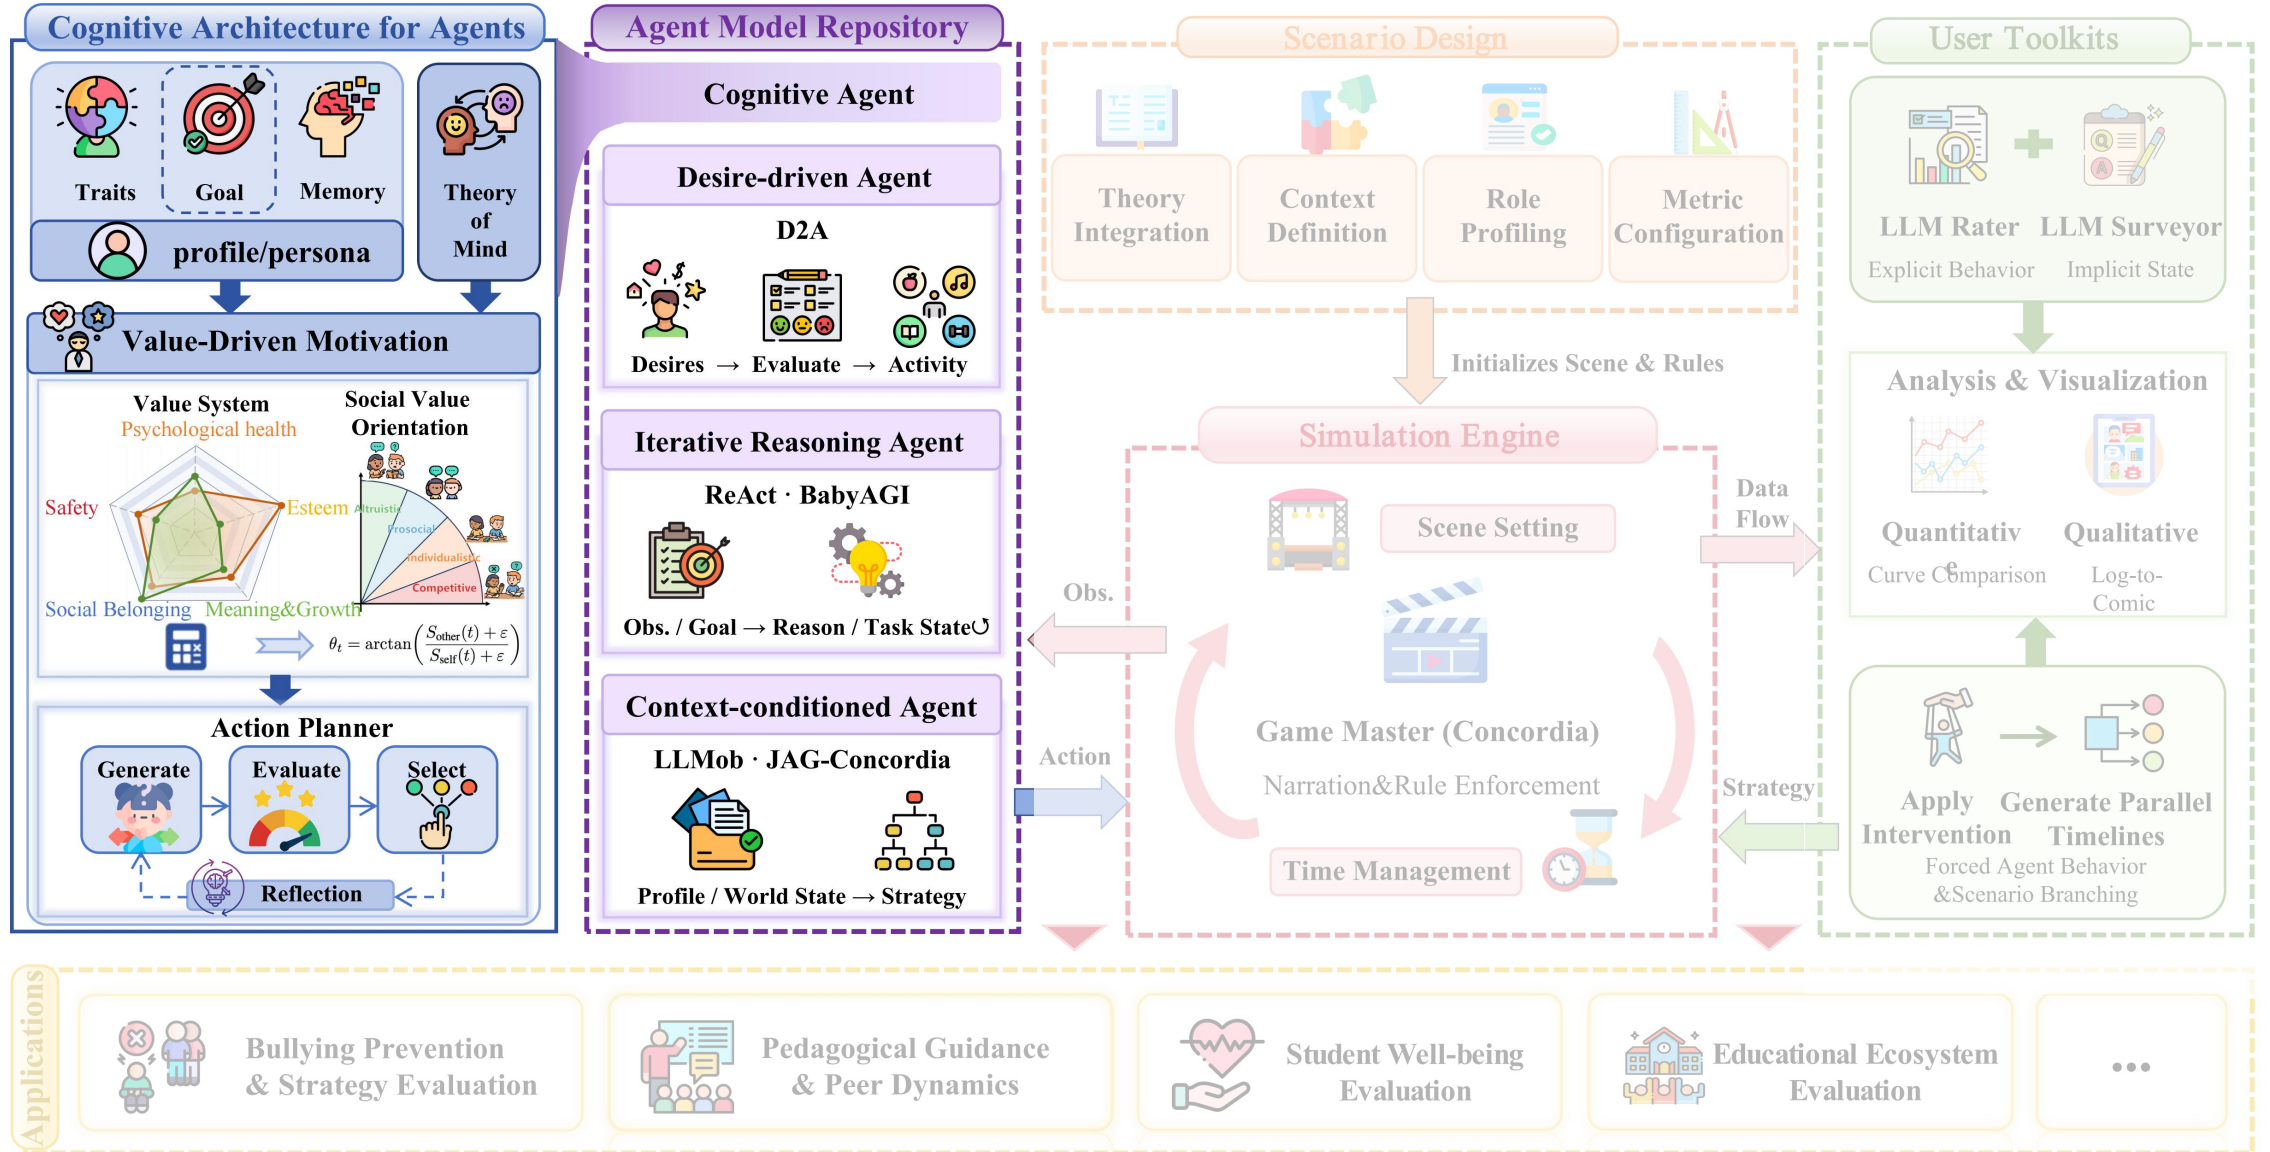 Cognitive Architecture for Agents
Traits
Goal
Memory
profile/persona
Theory
of
Mind
Value-Driven Motivation
Value System
Psychological health
Safety
Esteem
Social Belonging
Meaning&Growth
Social Value
Orientation
Altruistic
Prosocial
Individualistic
Competitive
θt = arctan(Sother(t) + ε / Sself(t) + ε)
Action Planner
Generate
Evaluate
Select
Reflection
Agent Model Repository
Cognitive Agent
Desire-driven Agent
D2A
Desires → Evaluate → Activity
Iterative Reasoning Agent
ReAct · BabyAGI
Obs. / Goal → Reason / Task State↺
Context-conditioned Agent
LLMob · JAG-Concordia
Profile / World State → Strategy
Scenario Design
Theory
Integration
Context
Definition
Role
Profiling
Metric
Configuration
Initializes Scene & Rules
Simulation Engine
Scene Setting
Obs.
Action
Game Master (Concordia)
Narration&Rule Enforcement
Time Management
Data
Flow
Strategy
User Toolkits
Q
A
LLM Rater
Explicit Behavior
LLM Surveyor
Implicit State
Analysis & Visualization
Quantitativ
e
Curve Comparison
Qualitative
Log-to-
Comic
Apply
Intervention
Generate Parallel
Timelines
Forced Agent Behavior
&Scenario Branching
Applications
Bullying Prevention
& Strategy Evaluation
Pedagogical Guidance
& Peer Dynamics
Student Well-being
Evaluation
Educational Ecosystem
Evaluation
...